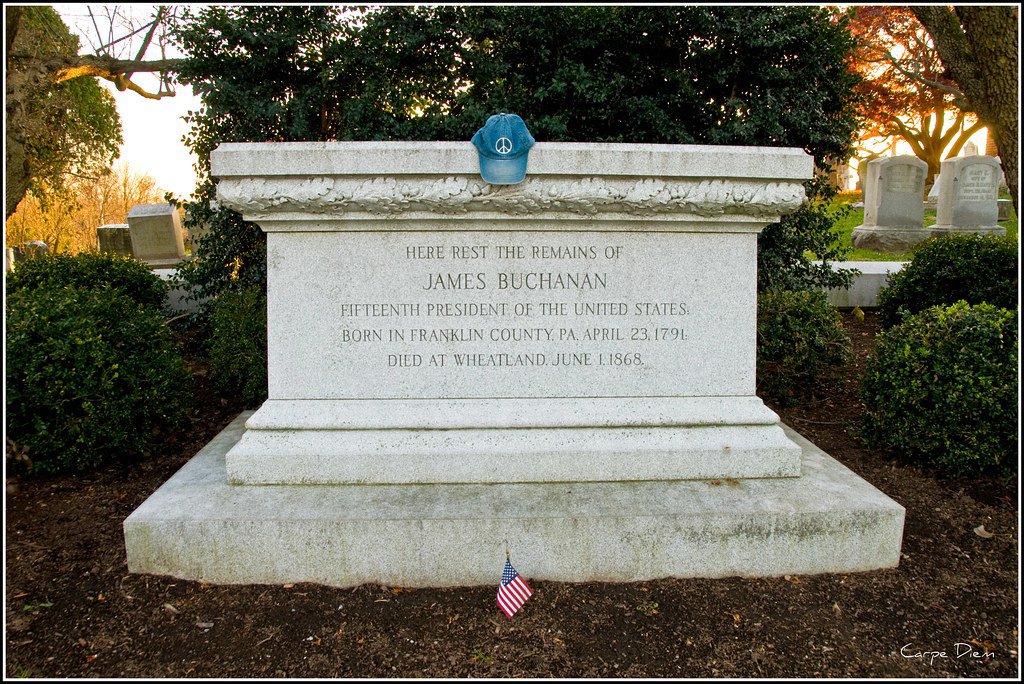 HERE REST THE REMAINS OF
JAMES BUCHANAN
FIFTEENTH PRESIDENT OF THE UNITED STATES:
BORN IN FRANKLIN COUNTY, PA. APRIL 23, 1791.
DIED AT WHEATLAND, JUNE 1, 1868.
Carpe Diem